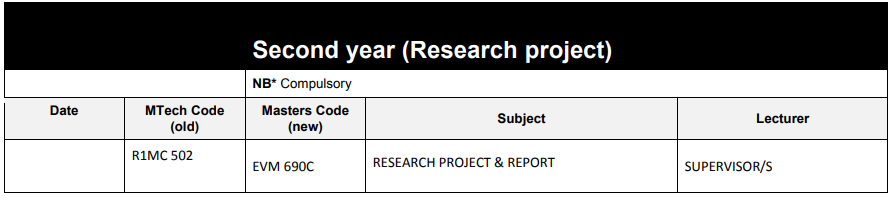 Second year (Research project)
NB* Compulsory
Date
MTech Code
(old)
Masters Code
(new)
Subject
Lecturer
R1MC 502
EVM 690C
RESEARCH PROJECT & REPORT
SUPERVISOR/S